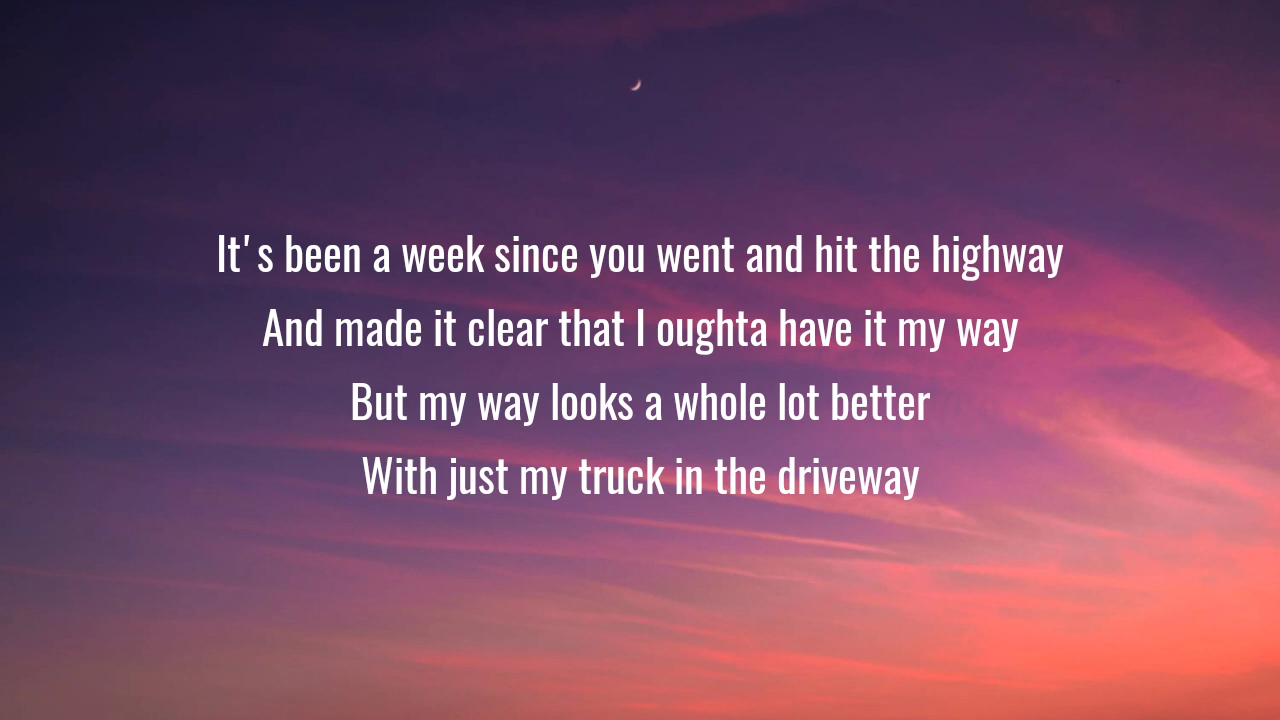 It's been a week since you went and hit the highway
And made it clear that I oughta have it my way
But my way looks a whole lot better
With just my truck in the driveway